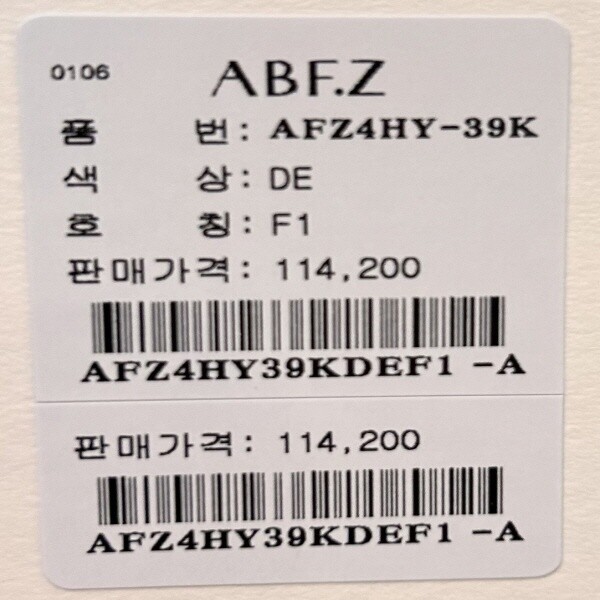 0106 ABF.Z
품 번: AFZ4HY-39K
색 상: DE
호 칭: F1
판매가격: 114,200
AFZ4HY39KDEF1 -A
판매가격: 114,200
AFZ4HY39KDEF1 -A